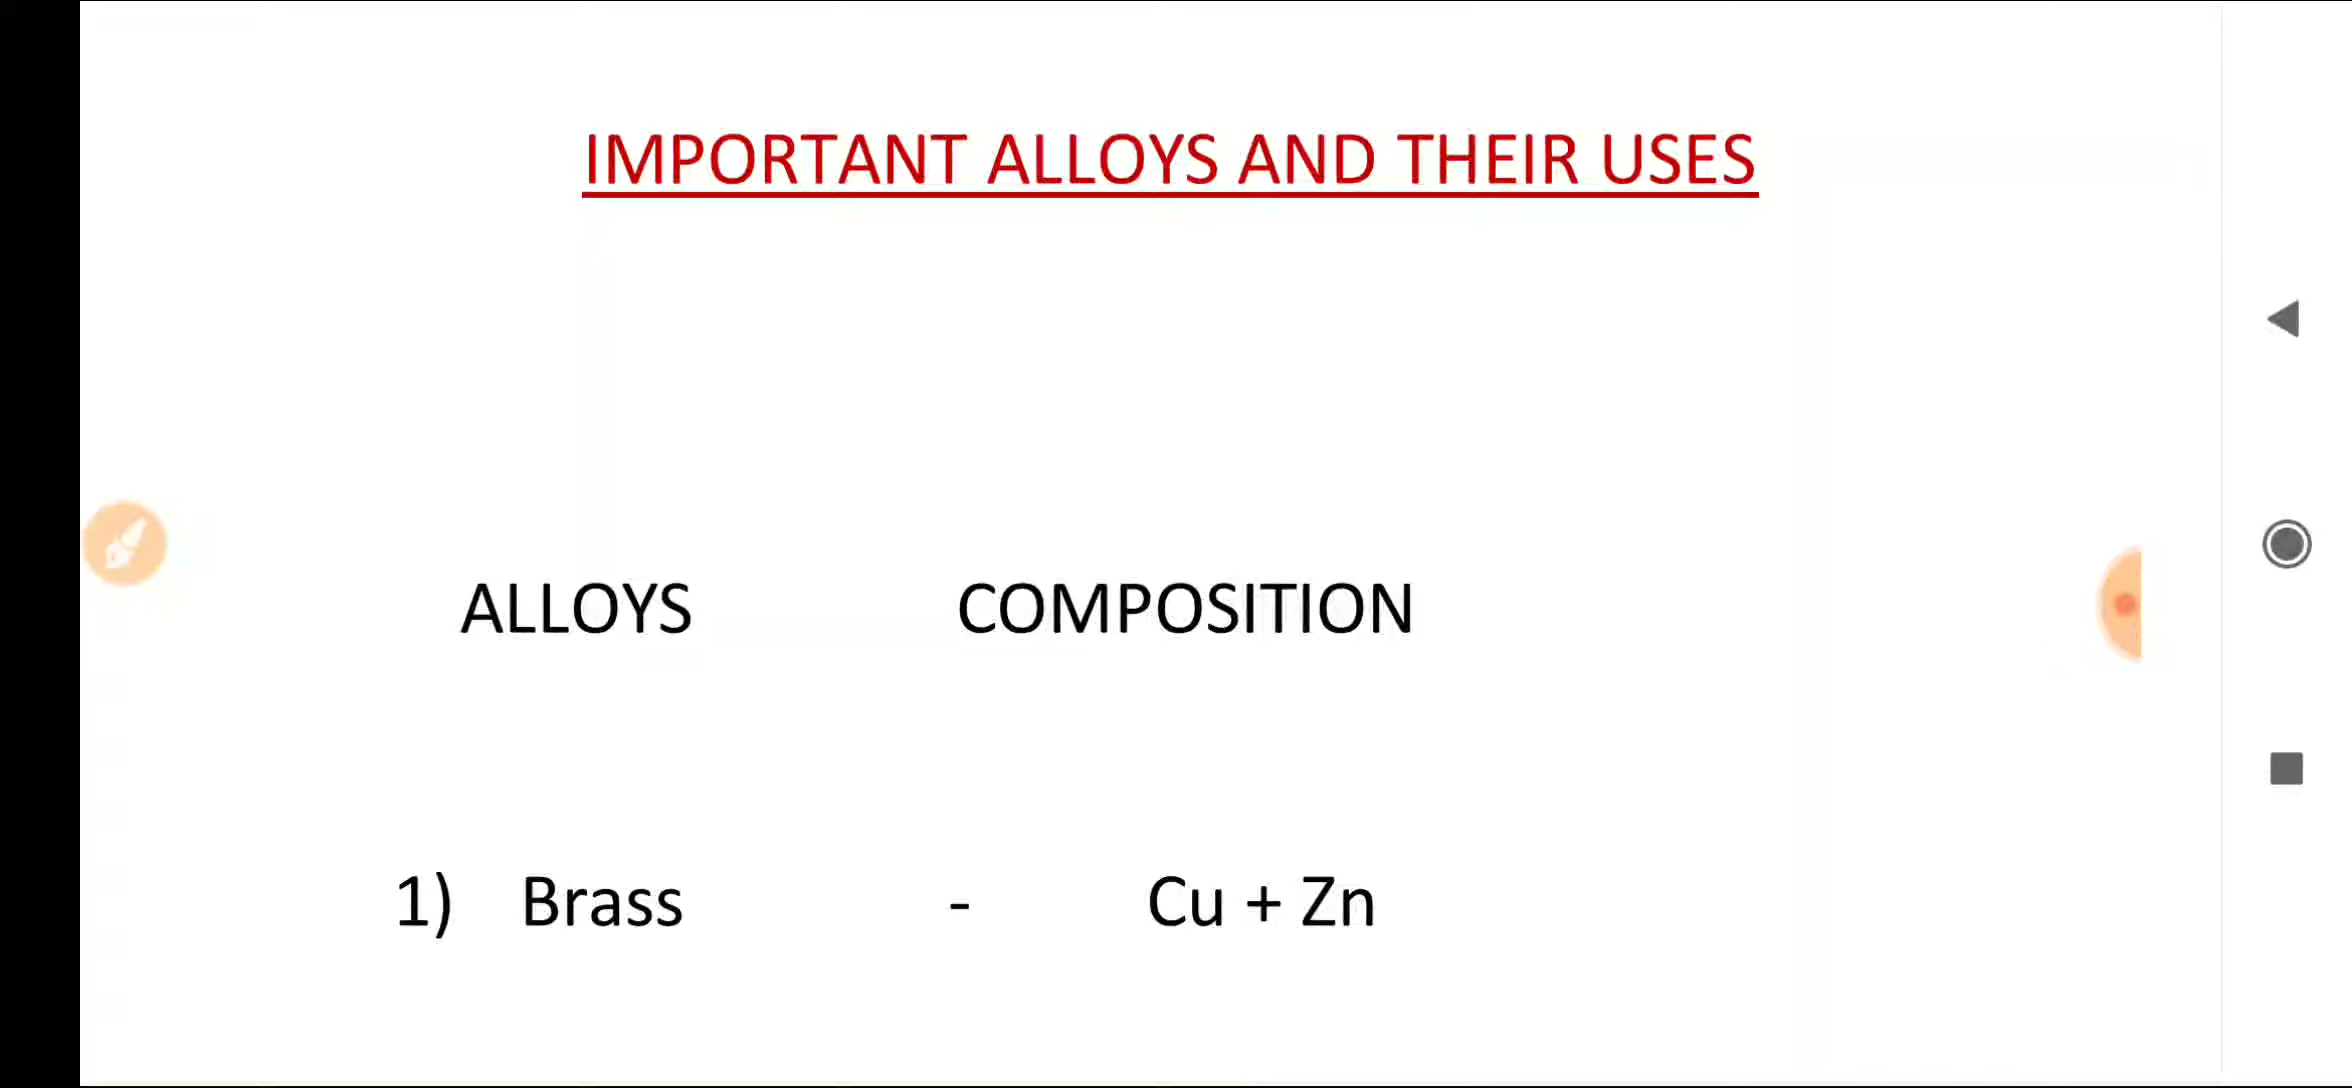 IMPORTANT ALLOYS AND THEIR USES
ALLOYS COMPOSITION
1) Brass - Cu + Zn